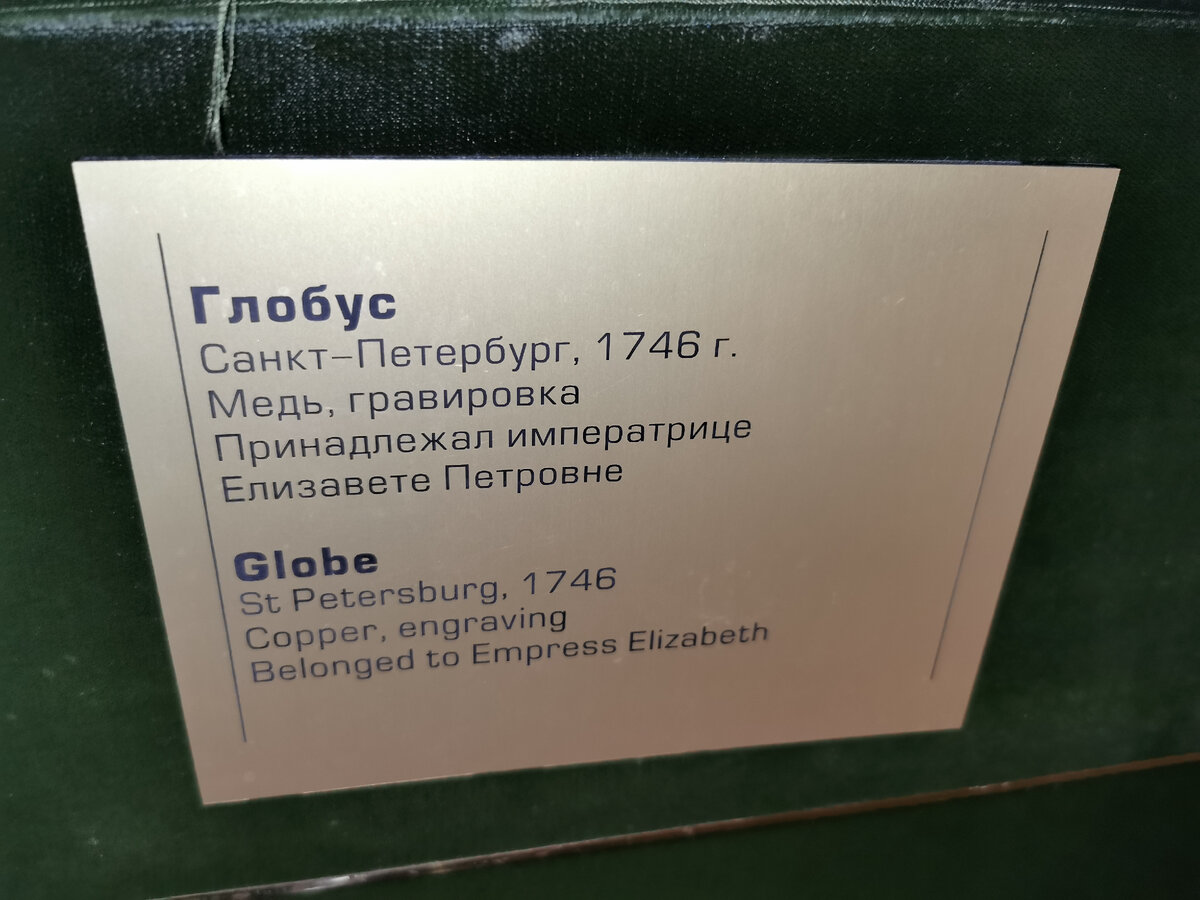 Глобус
Санкт-Петербург, 1746 г.
Медь, гравировка
Принадлежал императрице
Елизавете Петровне
Globe
St Petersburg, 1746
Copper, engraving
Belonged to Empress Elizabeth